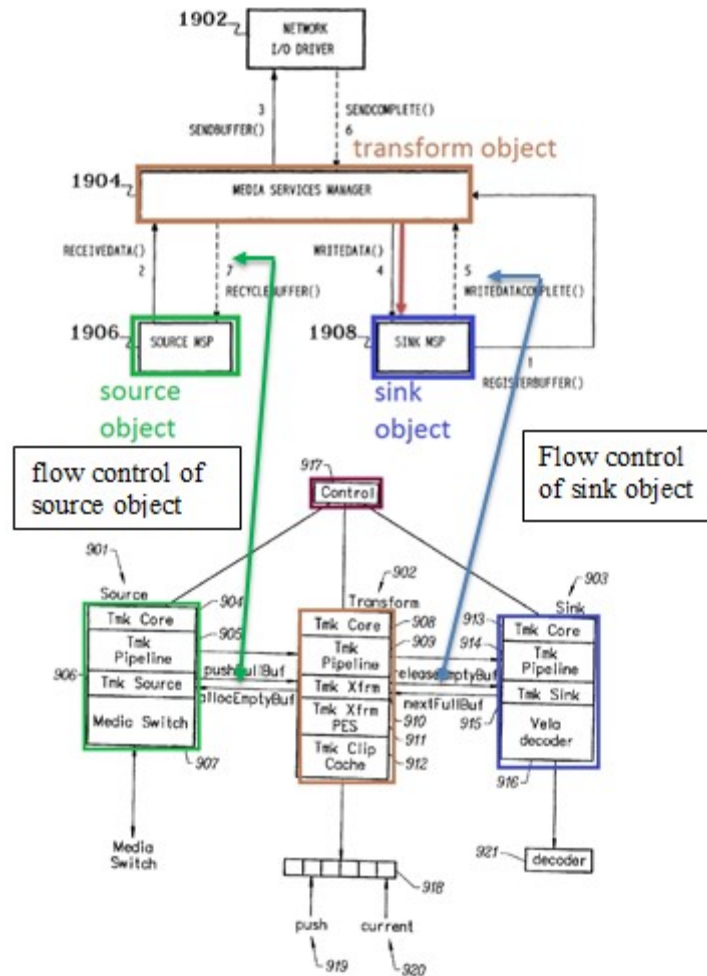 1902
NETWORK
I/O DRIVER
3
SENDBUFFER()
SENDCOMPLETE()
6
transform object
1904
MEDIA SERVICES MANAGER
RECEIVEDATA()
2
7
RECYCLEBUFFER()
WRITEDATA()
4
5
WRITEDATACOMPLETE()
1906
SOURCE MSP
1908
SINK MSP
1
REGISTERBUFFER()
source
object
sink
object
flow control of
source object
Flow control
of sink object
917
Control
901
Source
904
Tmk Core
905
Tmk
Pipeline
906
Tmk Source
Media Switch
907
pushFullBuf
allocEmptyBuf
902
Transform
908
Tmk Core
909
Tmk
Pipeline
Tmk Xfrm
910
Tmk Xfrm
PES
911
Tmk Clip
Cache
912
releaseEmptyBuf
nextFullBuf
903
Sink
913
Tmk Core
914
Tmk
Pipeline
Tmk Sink
915
Vela
decoder
916
Media
Switch
918
push
current
919
920
921
decoder